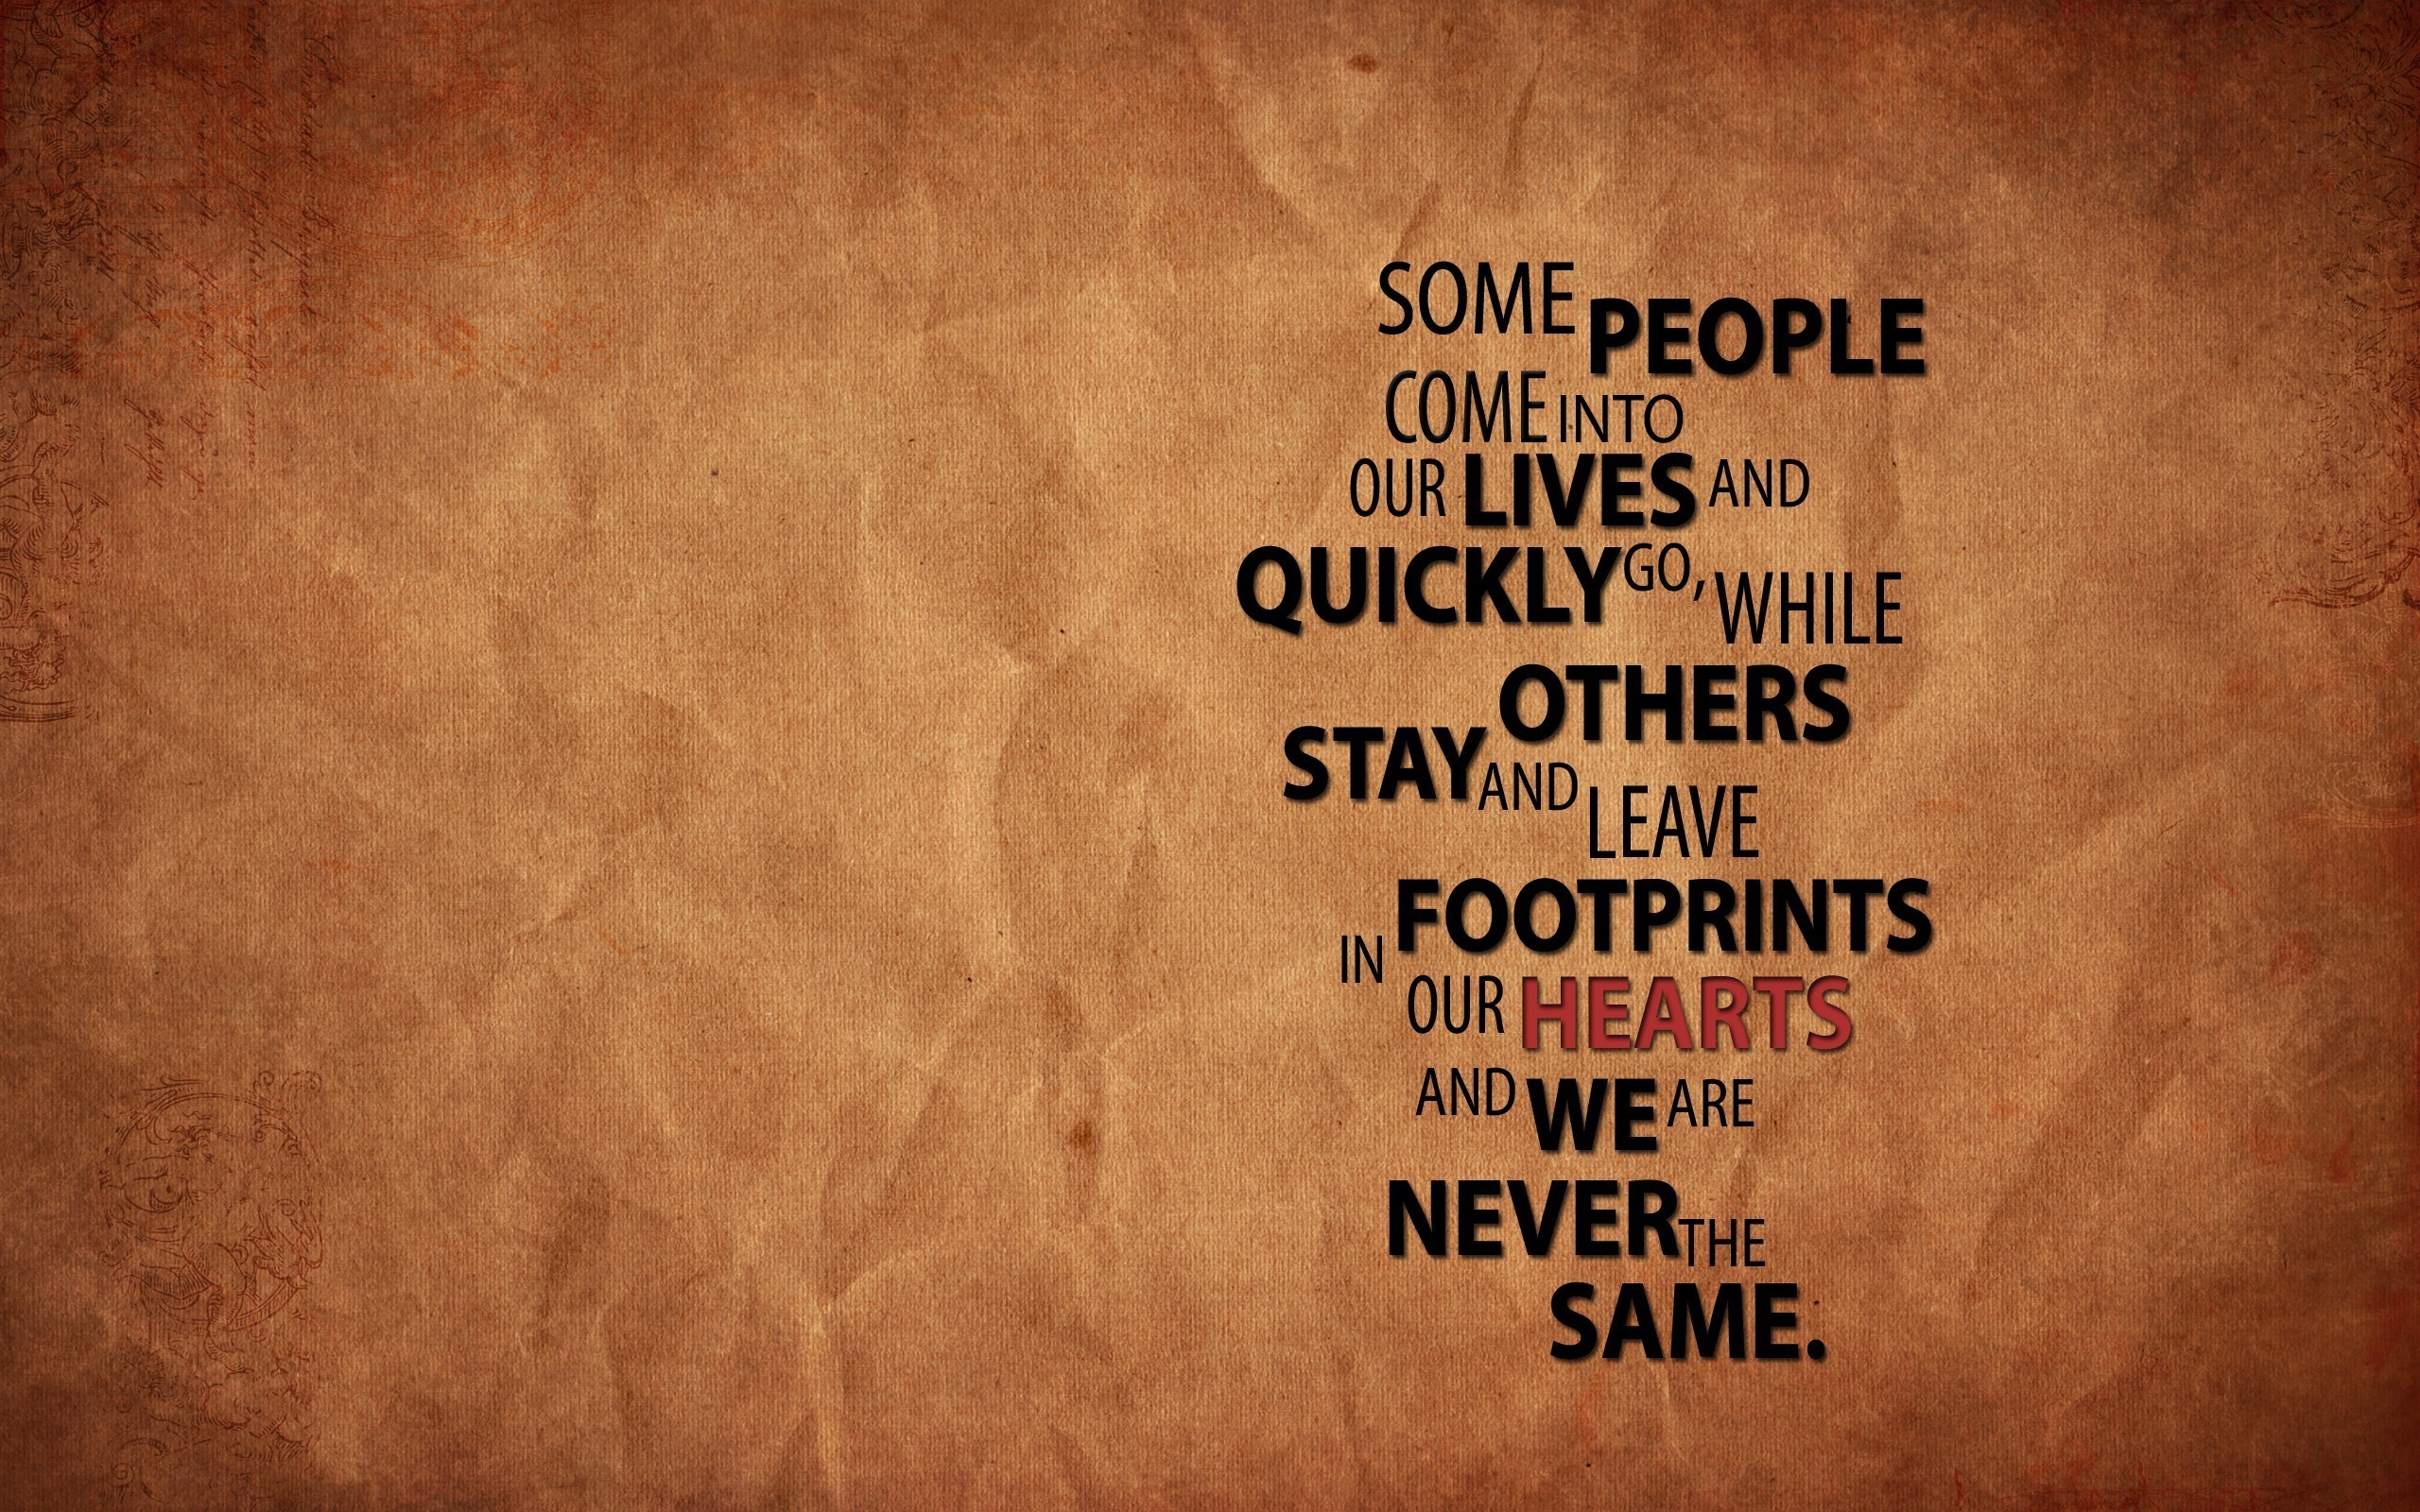 SOME PEOPLE
COME INTO
OUR LIVES AND
QUICKLY GO, WHILE
OTHERS
STAY AND LEAVE
FOOTPRINTS
IN OUR HEARTS
AND WE ARE
NEVER THE
SAME.